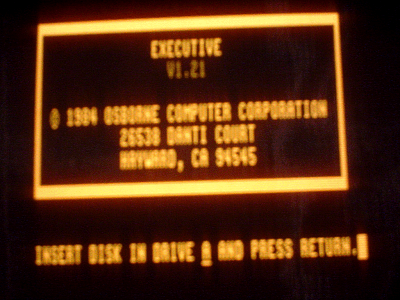 EXECUTIVE
V1.21
© 1984 OSBORNE COMPUTER CORPORATION
26538 DANTI COURT
HAYWARD, CA 94545
INSERT DISK IN DRIVE A AND PRESS RETURN.